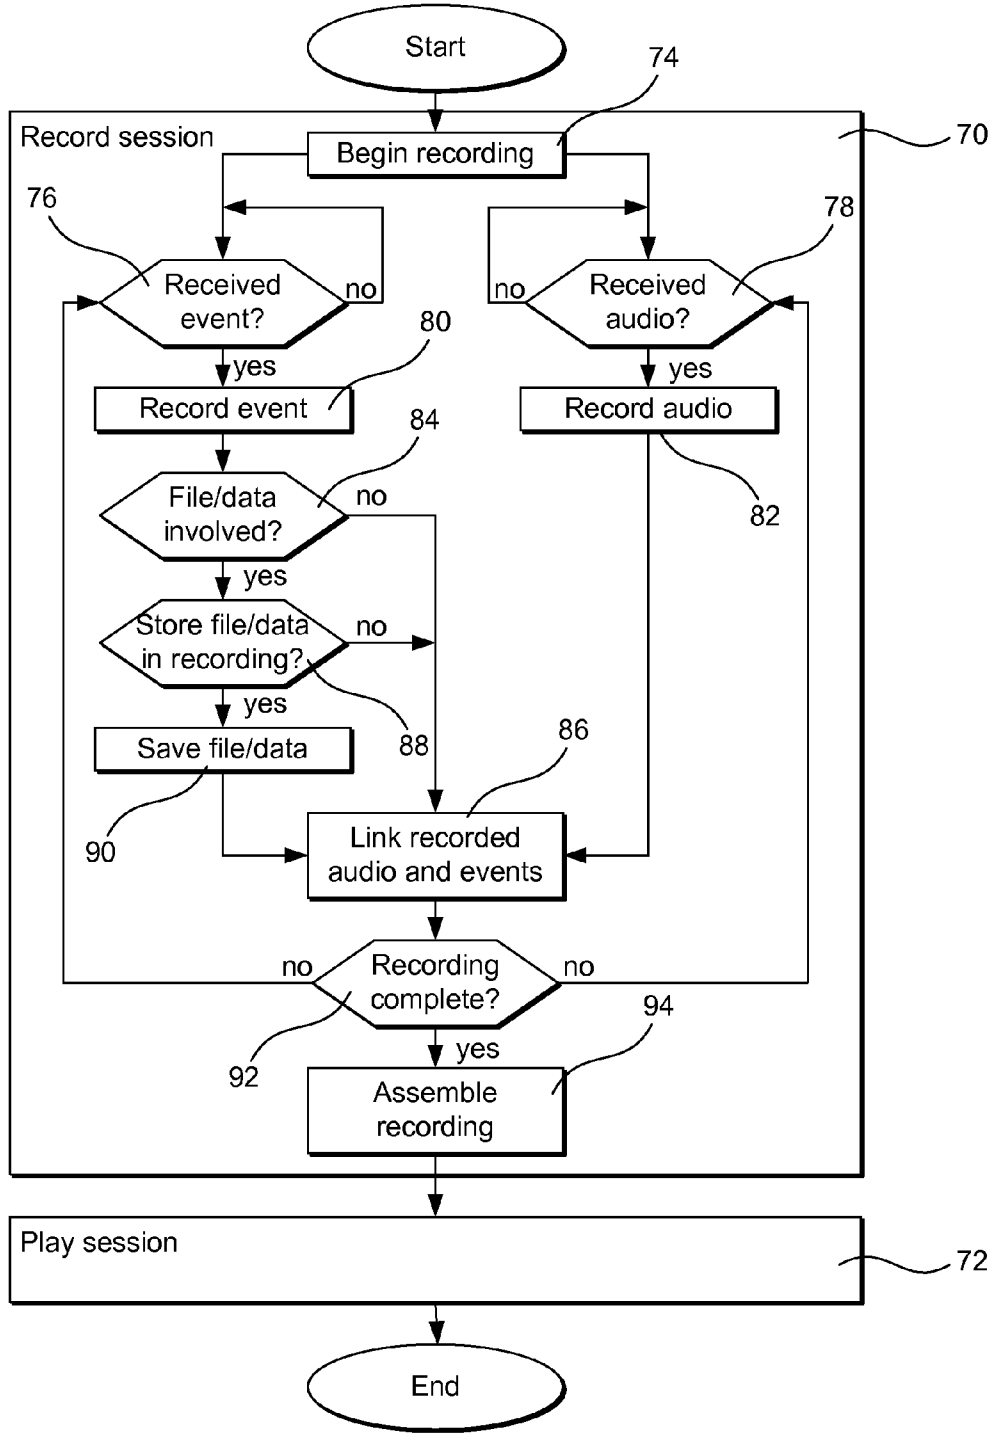 Start
74
Record session
Begin recording
70
76
78
Received
event?
no
no
Received
audio?
80
yes
yes
Record event
Record audio
84
File/data
involved?
no
82
yes
Store file/data
in recording?
no
yes
88
Save file/data
86
90
Link recorded
audio and events
no
Recording
complete?
no
94
92
yes
Assemble
recording
Play session
72
End